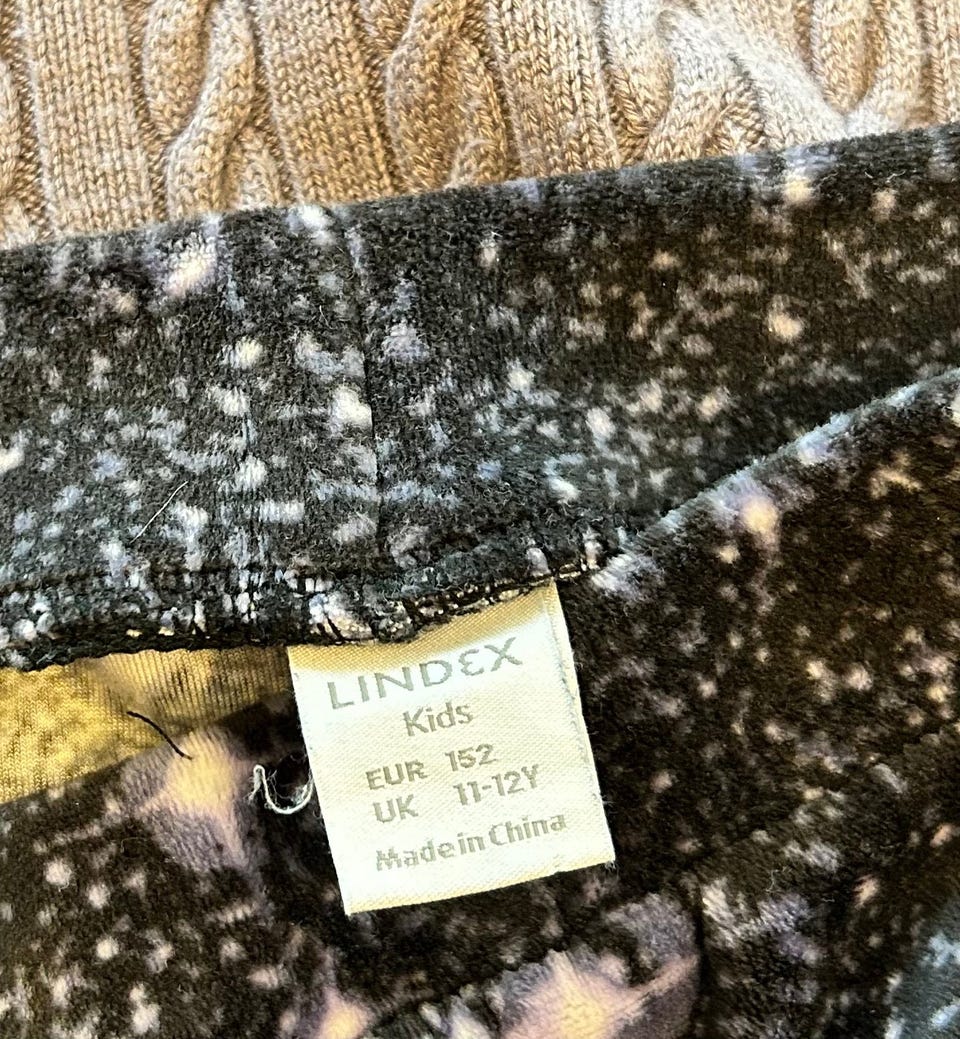 LINDEX
Kids
EUR 152
UK 11-12Y
Made in China